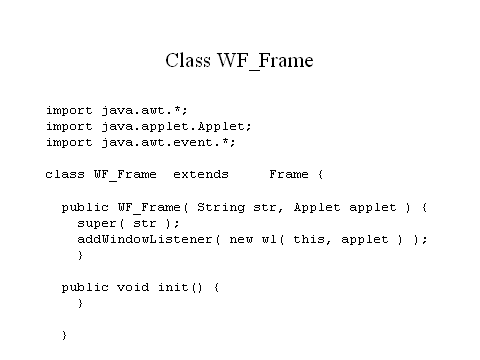 Class WF_Frame
import java.awt.*;
import java.applet.Applet;
import java.awt.event.*;
class WF_Frame  extends     Frame {
  public WF_Frame( String str, Applet applet ) {
    super( str );
    addWindowListener( new wl( this, applet ) );
    }
  public void init() {
    }
  }